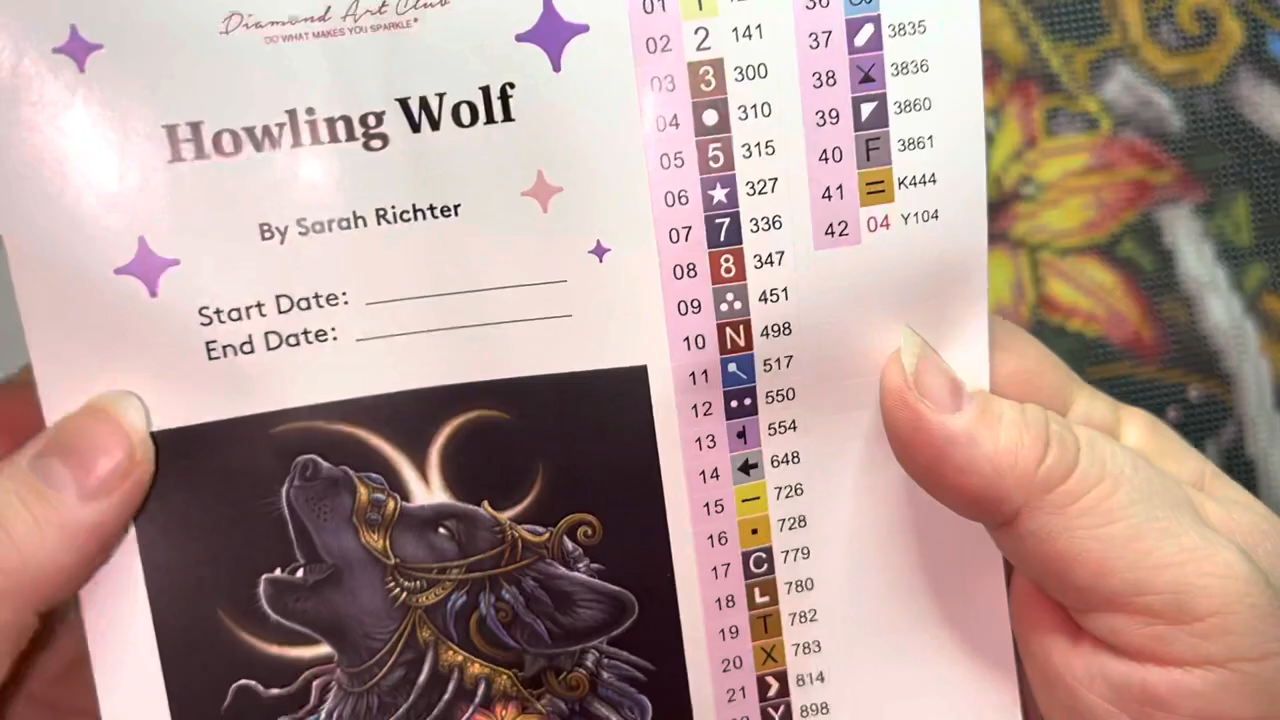 Diamond Art Club
DO WHAT MAKES YOU SPARKLE®
Howling Wolf
By Sarah Richter
Start Date:
End Date:
01
02 2 141
03 3 300
04 310
05 5 315
06 327
07 7 336
08 8 347
09 451
10 N 498
11 517
12 550
13 554
14 648
15 726
16 728
17 C 779
18 L 780
19 T 782
20 X 783
21 814
Y 898
36
37 3835
38 3836
39 3860
40 F 3861
41 = K444
42 04 Y104